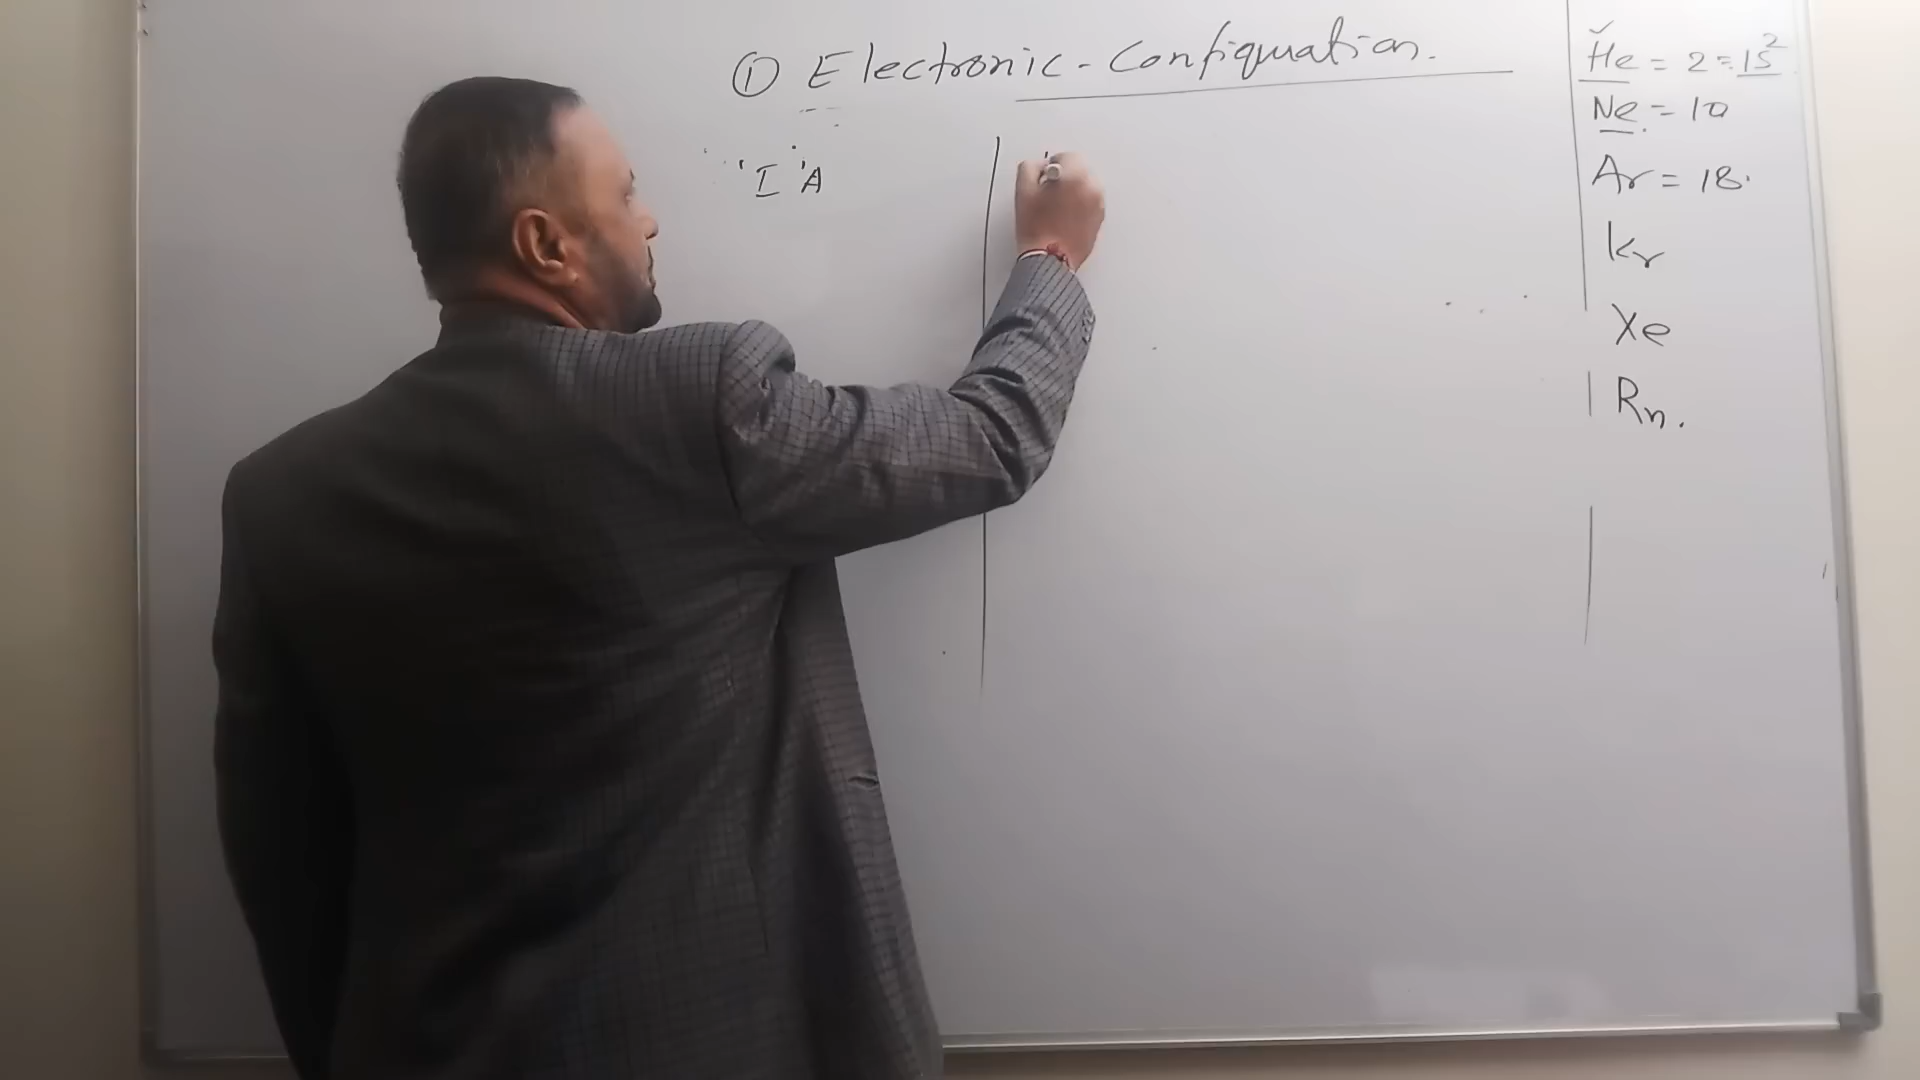 ① Electronic - Configuration.
'I 'A
He = 2 = 1s²
Ne = 10
Ar = 18.
Kr
Xe
Rn.